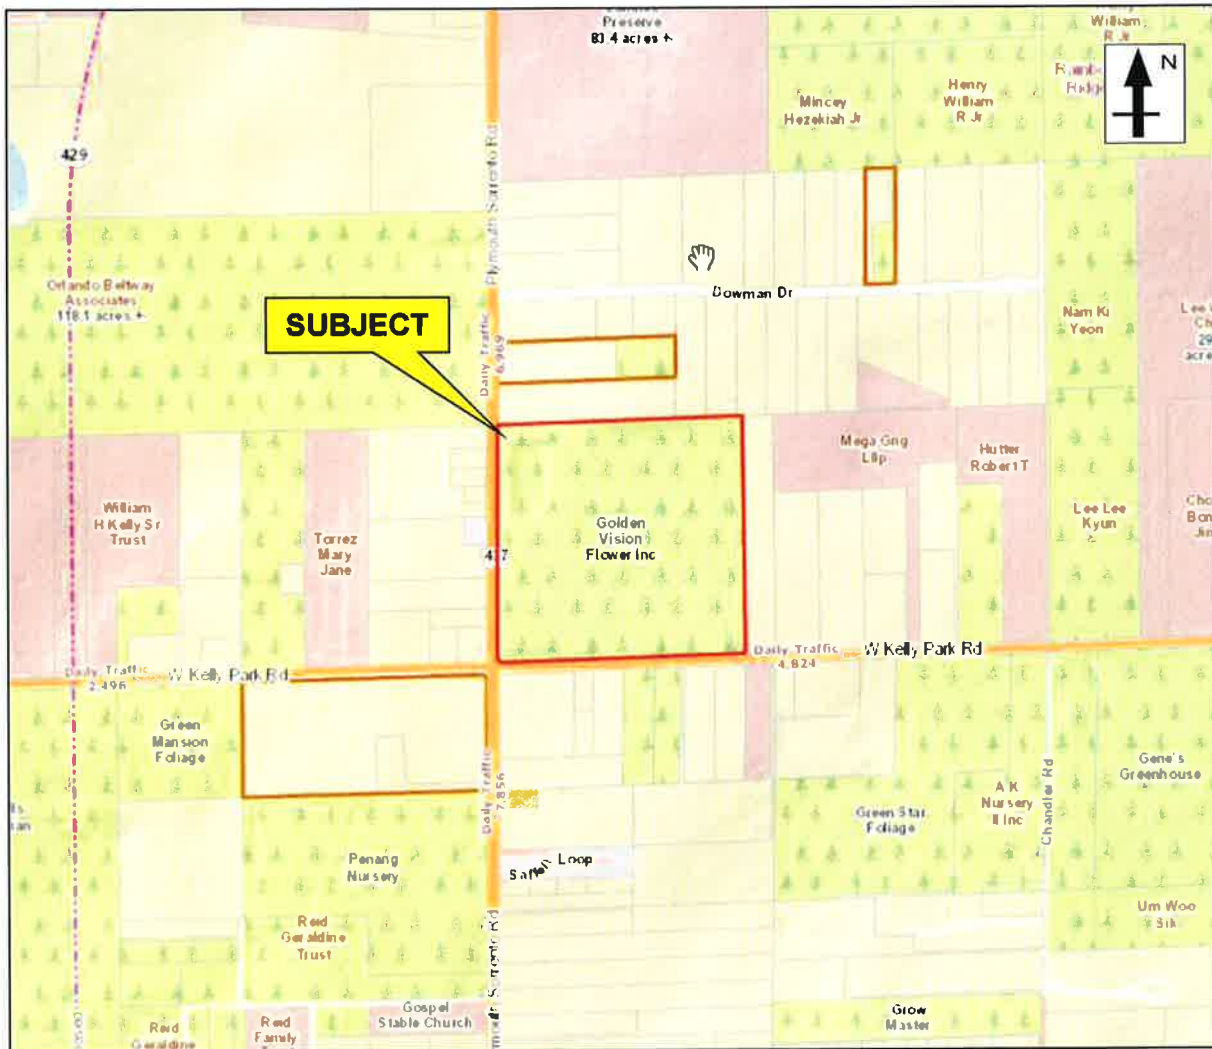 Preserve
83.4 acres +-
William
R Jr
N
Henry
William
R Jr
Mincey
Hezekiah Jr
429
Plymouth Sorrento Rd
Orlando Beltway
Associates
118.1 acres +-
SUBJECT
Dowman Dr
Nam Ki
Yeon
Daily Traffic
6,969
Mega Gng
Lllp
Hutter
Robert T
William
H Kelly Sr
Trust
Torrez
Mary
Jane
437
Golden
Vision
Flower Inc
Lee Lee
Kyun
Daily Traffic
2,496
W Kelly Park Rd
Daily Traffic
4,824
W Kelly Park Rd
Green
Mansion
Foliage
Daily Traffic
7,856
Gene's
Greenhouse
A K
Nursery
II Inc
Chandler Rd
Green Star
Foliage
Penang
Nursery
Loop
Reid
Geraldine
Trust
Um Woo
Sik
Sorrento Rd
Gospel
Stable Church
Grow
Master
Reid
Geraldine
Reid
Family